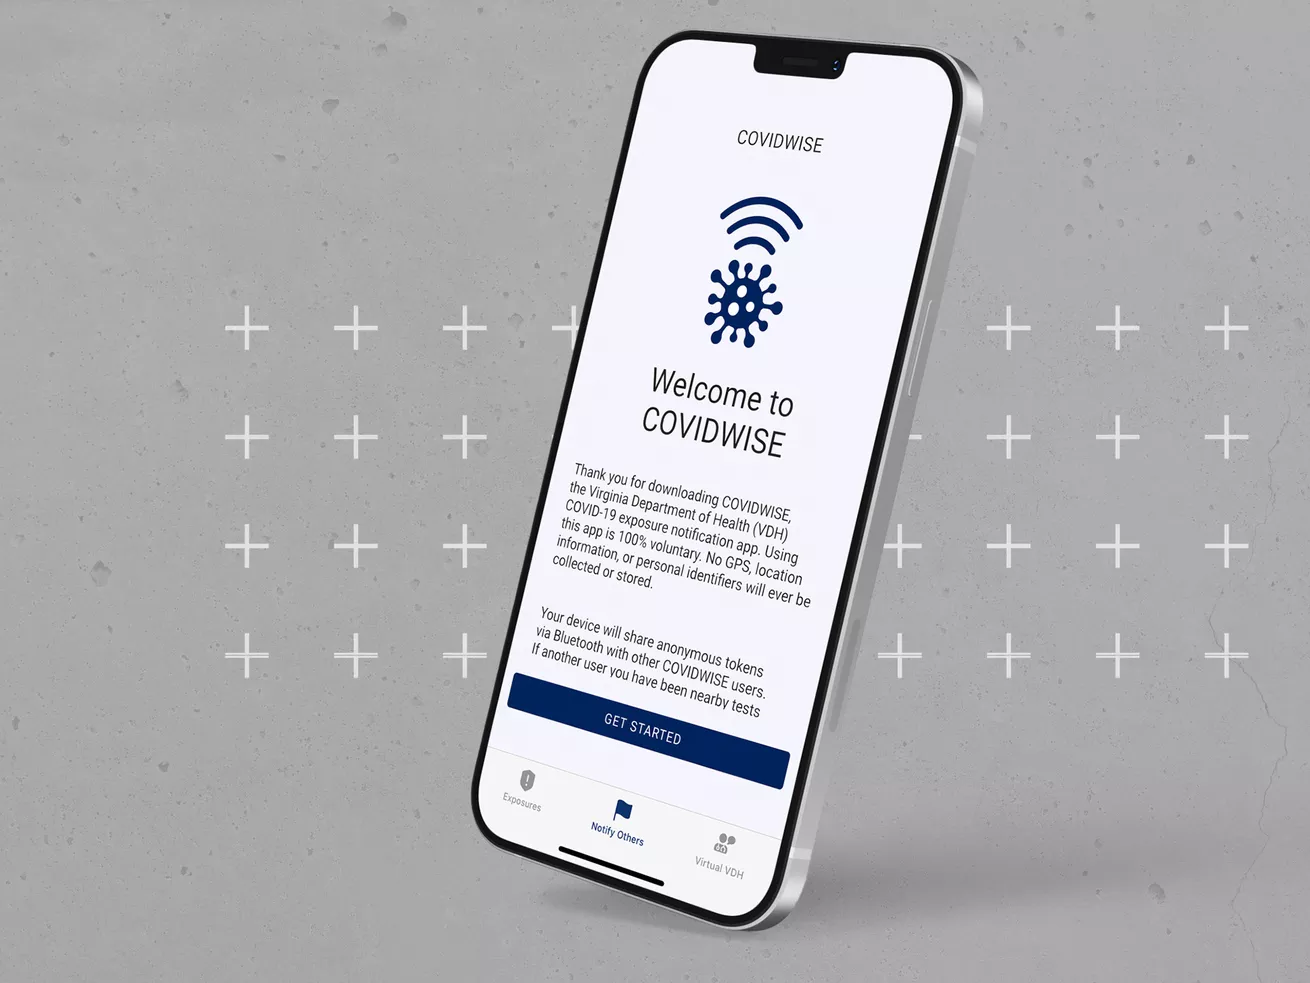 COVIDWISE
Welcome to
COVIDWISE
Thank you for downloading COVIDWISE,
the Virginia Department of Health (VDH)
COVID-19 exposure notification app. Using
this app is 100% voluntary. No GPS, location
information, or personal identifiers will ever be
collected or stored.
Your device will share anonymous tokens
via Bluetooth with other COVIDWISE users.
If another user you have been nearby tests
GET STARTED
Exposures
Notify Others
Virtual VDH